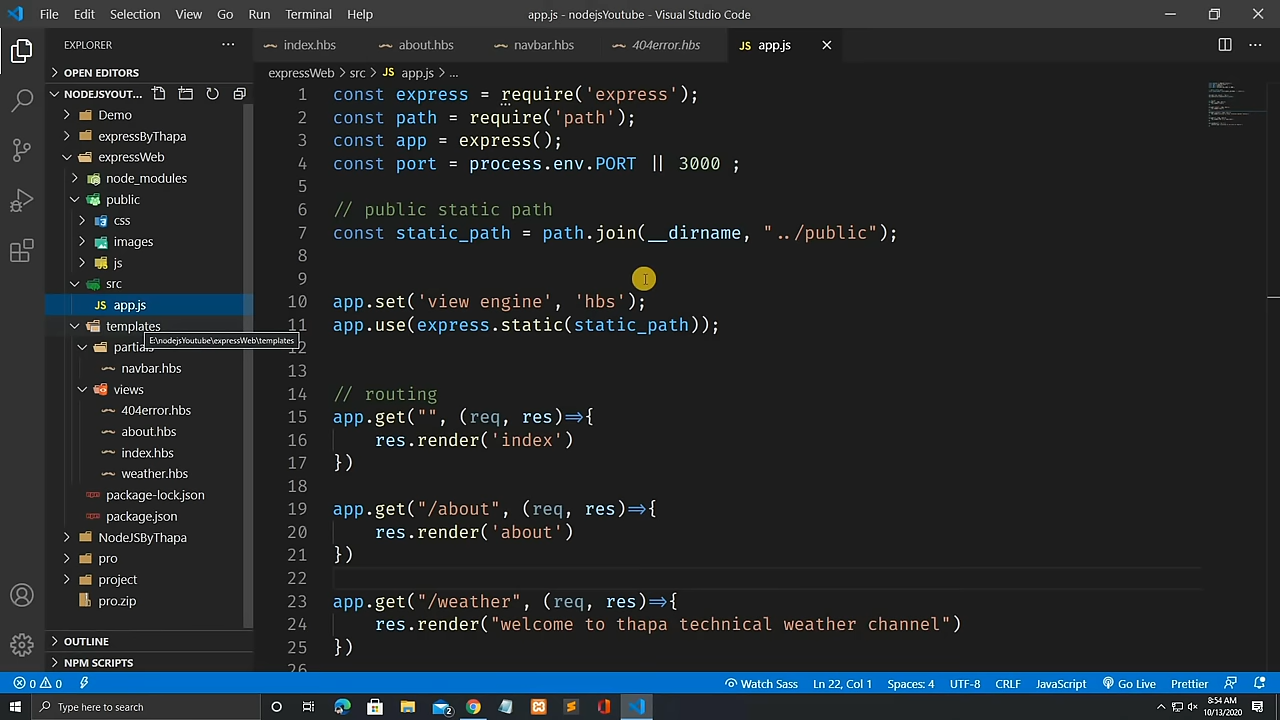 File Edit Selection View Go Run Terminal Help app.js - nodejsYoutube - Visual Studio Code
EXPLORER index.hbs about.hbs navbar.hbs 404error.hbs JS app.js
OPEN EDITORS
expressWeb > src > JS app.js > ...
NODEJSYOUT...
Demo
expressByThapa
expressWeb
node_modules
public
css
images
js
src
JS app.js
templates
E:\nodejsYoutube\expressWeb\templates
navbar.hbs
views
404error.hbs
about.hbs
index.hbs
weather.hbs
package-lock.json
package.json
NodeJSByThapa
pro
project
pro.zip
OUTLINE
NPM SCRIPTS
1 const express = require('express');
2 const path = require('path');
3 const app = express();
4 const port = process.env.PORT || 3000 ;
5
6 // public static path
7 const static_path = path.join(__dirname, "../public");
8
9
10 app.set('view engine', 'hbs');
11 app.use(express.static(static_path));
12
13
14 // routing
15 app.get("", (req, res)=>{
16 res.render('index')
17 })
18
19 app.get("/about", (req, res)=>{
20 res.render('about')
21 })
22
23 app.get("/weather", (req, res)=>{
24 res.render("welcome to thapa technical weather channel")
25 })
26
0 0 Watch Sass Ln 22, Col 1 Spaces: 4 UTF-8 CRLF JavaScript Go Live Prettier
Type here to search
2
8:54 AM
10/13/2020